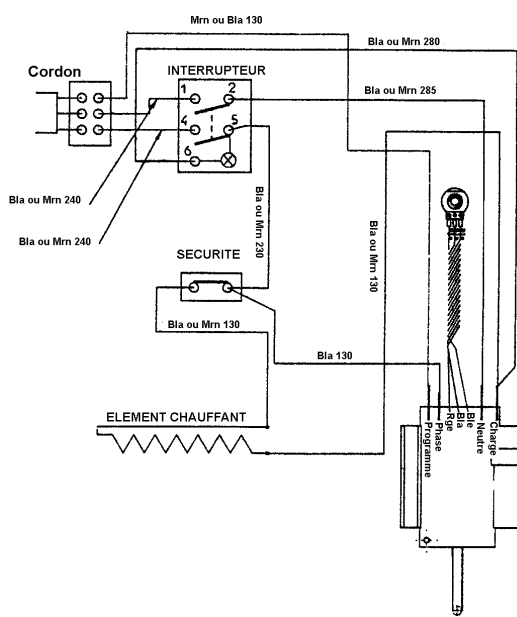 Mrn ou Bla 130
Bla ou Mrn 280
Cordon
INTERRUPTEUR
1
2
Bla ou Mrn 285
4
5
6
Bla ou Mrn 240
Bla ou Mrn 240
Bla ou Mrn 230
Bla ou Mrn 130
SECURITE
Bla ou Mrn 130
Bla 130
ELEMENT CHAUFFANT
Programme
Phase
Rge
Bla
Ble
Neutre
Charge